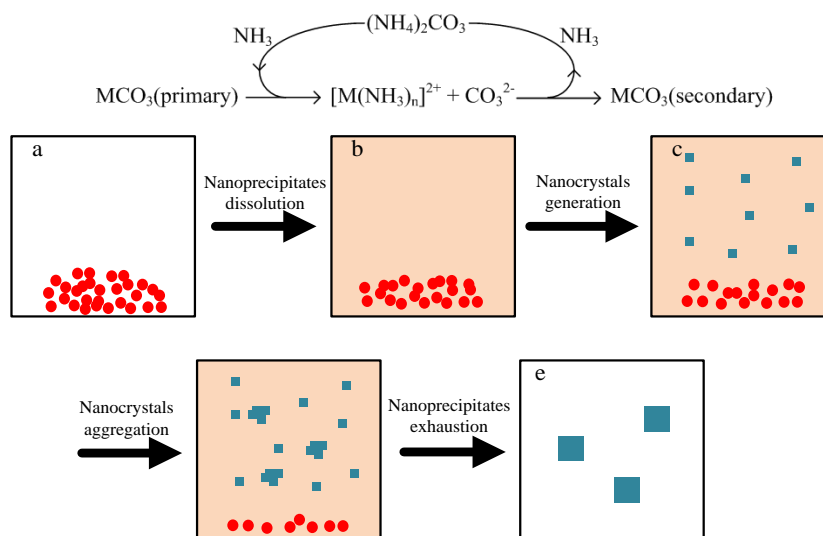 NH3 (NH4)2CO3 NH3
MCO3(primary) [M(NH3)n]2+ + CO32- MCO3(secondary)
a b c
Nanoprecipitates
dissolution
Nanocrystals
generation
e
Nanocrystals
aggregation
Nanoprecipitates
exhaustion